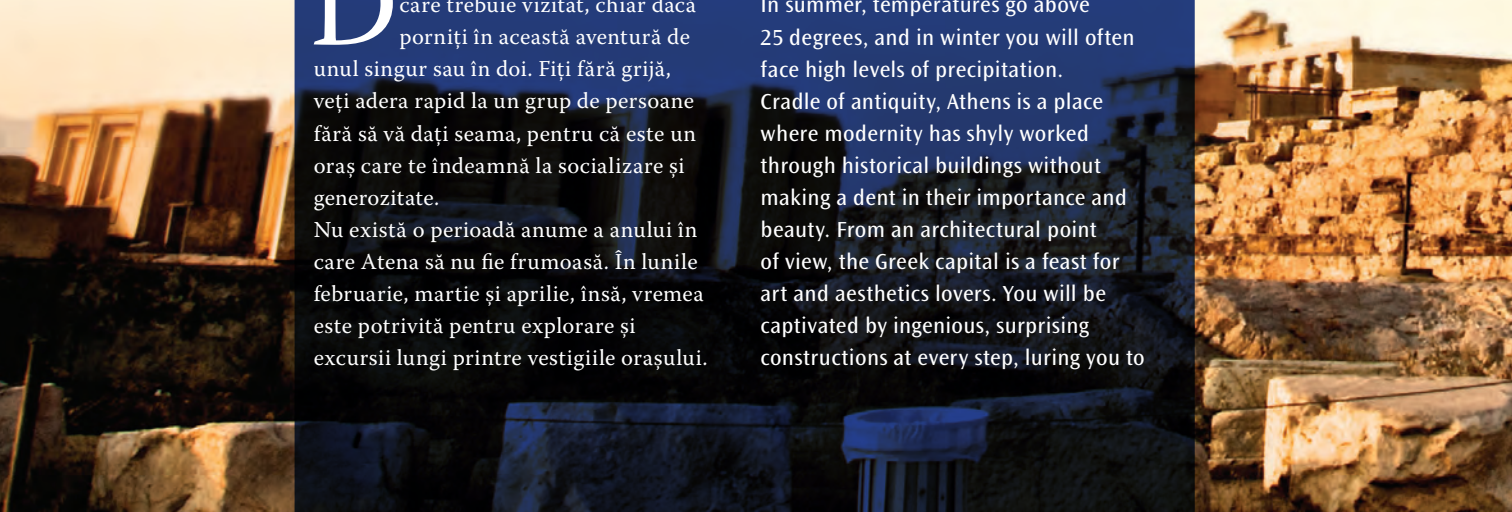 D
care trebuie vizitat, chiar dacă
porniți în această aventură de
unul singur sau în doi. Fiți fără grijă,
veți adera rapid la un grup de persoane
fără să vă dați seama, pentru că este un
oraș care te îndeamnă la socializare și
generozitate.
Nu există o perioadă anume a anului în
care Atena să nu fie frumoasă. În lunile
februarie, martie și aprilie, însă, vremea
este potrivită pentru explorare și
excursii lungi printre vestigiile orașului.
In summer, temperatures go above
25 degrees, and in winter you will often
face high levels of precipitation.
Cradle of antiquity, Athens is a place
where modernity has shyly worked
through historical buildings without
making a dent in their importance and
beauty. From an architectural point
of view, the Greek capital is a feast for
art and aesthetics lovers. You will be
captivated by ingenious, surprising
constructions at every step, luring you to